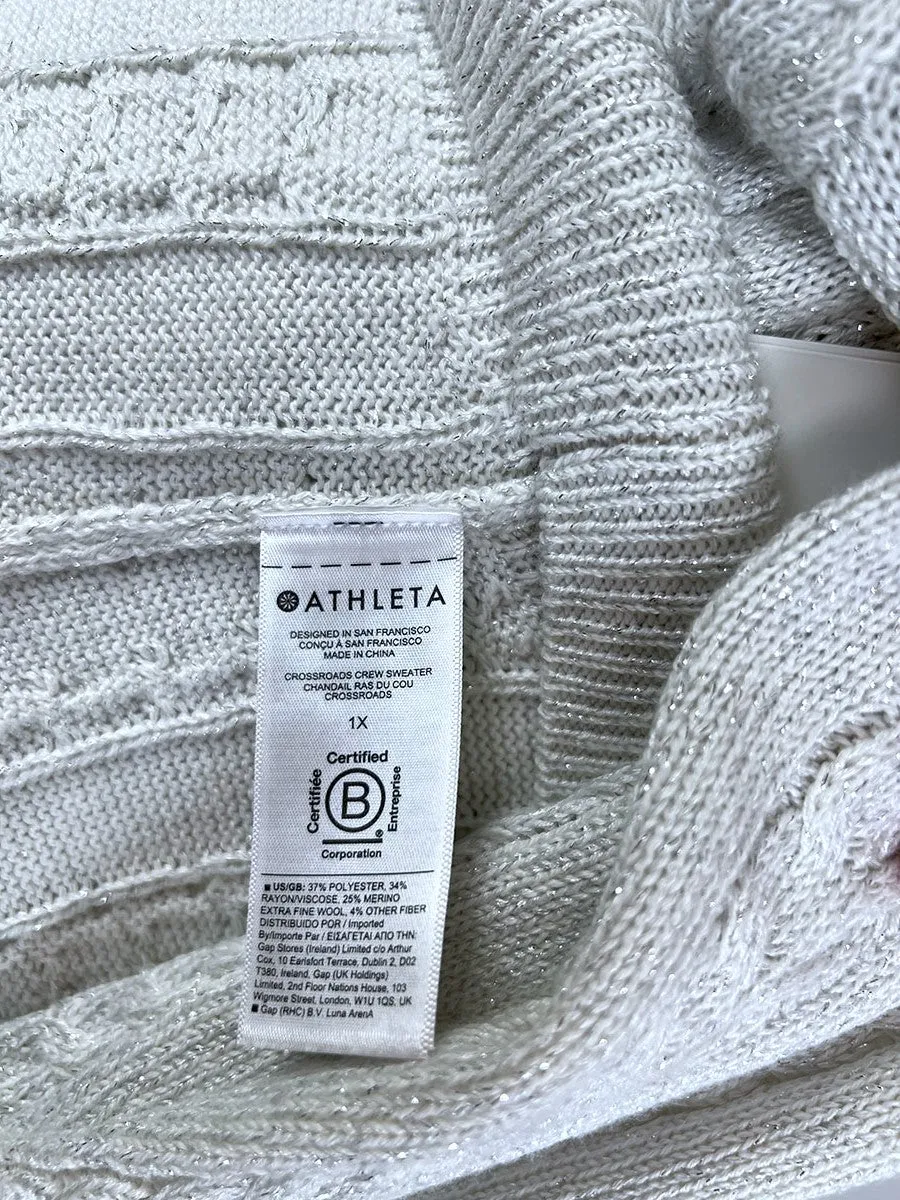 ATHLETA
DESIGNED IN SAN FRANCISCO
CONÇU À SAN FRANCISCO
MADE IN CHINA
CROSSROADS CREW SWEATER
CHANDAIL RAS DU COU
CROSSROADS
1X
Certified
Certifiée
B
Entreprise
®
Corporation
■ US/GB: 37% POLYESTER, 34%
RAYON/VISCOSE, 25% MERINO
EXTRA FINE WOOL, 4% OTHER FIBER
DISTRIBUIDO POR / Imported
By/Importe Par / ΕΙΣΑΓΕΤΑΙ ΑΠΟ ΤΗΝ:
Gap Stores (Ireland) Limited c/o Arthur
Cox, 10 Earlsfort Terrace, Dublin 2, D02
T380, Ireland, Gap (UK Holdings)
Limited, 2nd Floor Nations House, 103
Wigmore Street, London, W1U 1QS, UK
■ Gap (RHC) B.V. Luna ArenA